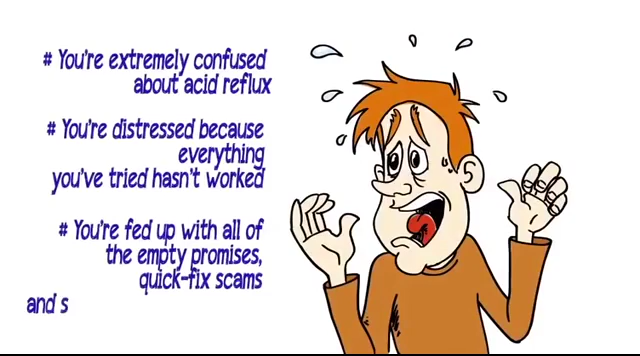 # You're extremely confused
about acid reflux
# You're distressed because
everything
you've tried hasn't worked
# You're fed up with all of
the empty promises,
quick-fix scams
and s